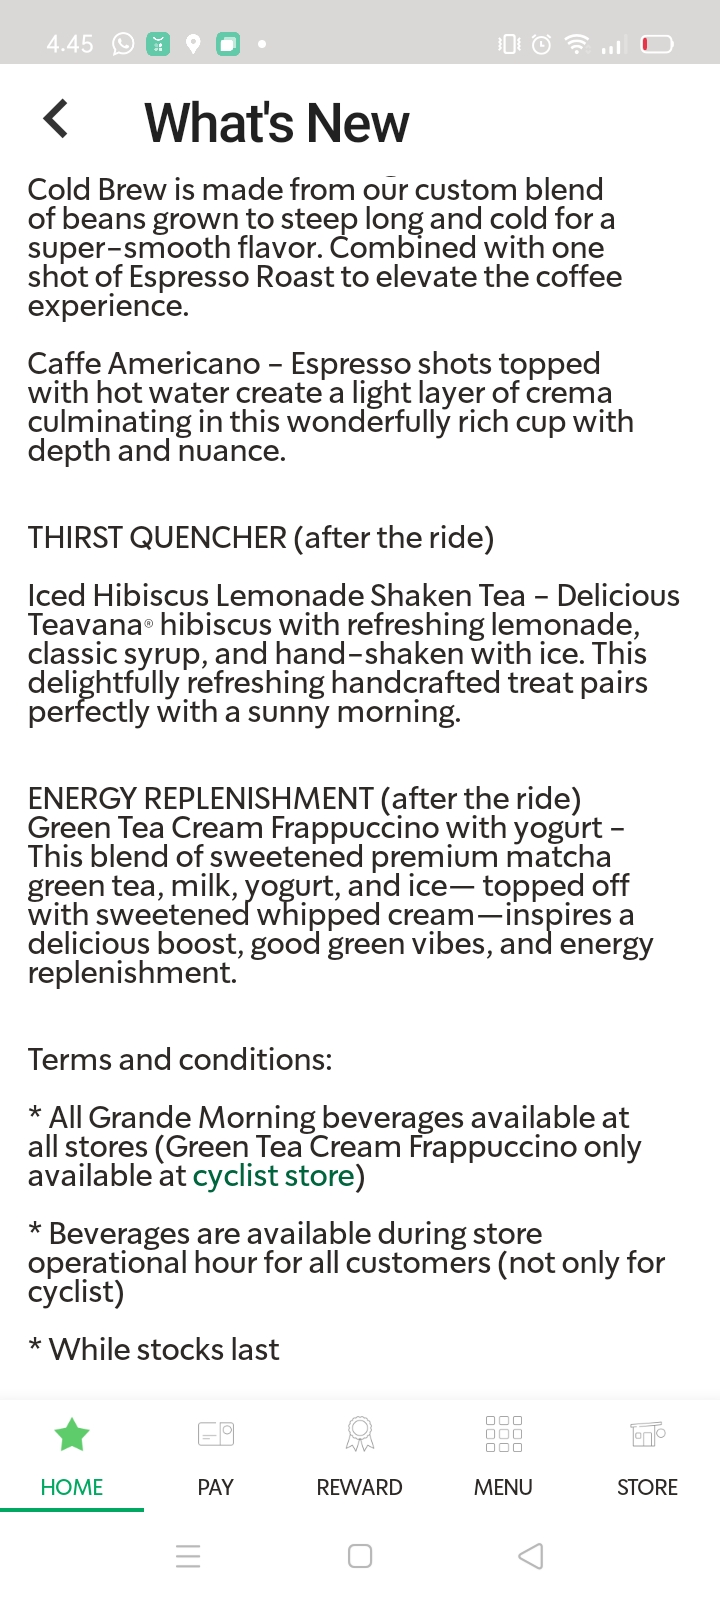 4.45
What's New
Cold Brew is made from our custom blend
of beans grown to steep long and cold for a
super-smooth flavor. Combined with one
shot of Espresso Roast to elevate the coffee
experience.
Caffe Americano – Espresso shots topped
with hot water create a light layer of crema
culminating in this wonderfully rich cup with
depth and nuance.
THIRST QUENCHER (after the ride)
Iced Hibiscus Lemonade Shaken Tea – Delicious
Teavana® hibiscus with refreshing lemonade,
classic syrup, and hand-shaken with ice. This
delightfully refreshing handcrafted treat pairs
perfectly with a sunny morning.
ENERGY REPLENISHMENT (after the ride)
Green Tea Cream Frappuccino with yogurt –
This blend of sweetened premium matcha
green tea, milk, yogurt, and ice— topped off
with sweetened whipped cream—inspires a
delicious boost, good green vibes, and energy
replenishment.
Terms and conditions:
* All Grande Morning beverages available at
all stores (Green Tea Cream Frappuccino only
available at cyclist store)
* Beverages are available during store
operational hour for all customers (not only for
cyclist)
* While stocks last
HOME PAY REWARD MENU STORE